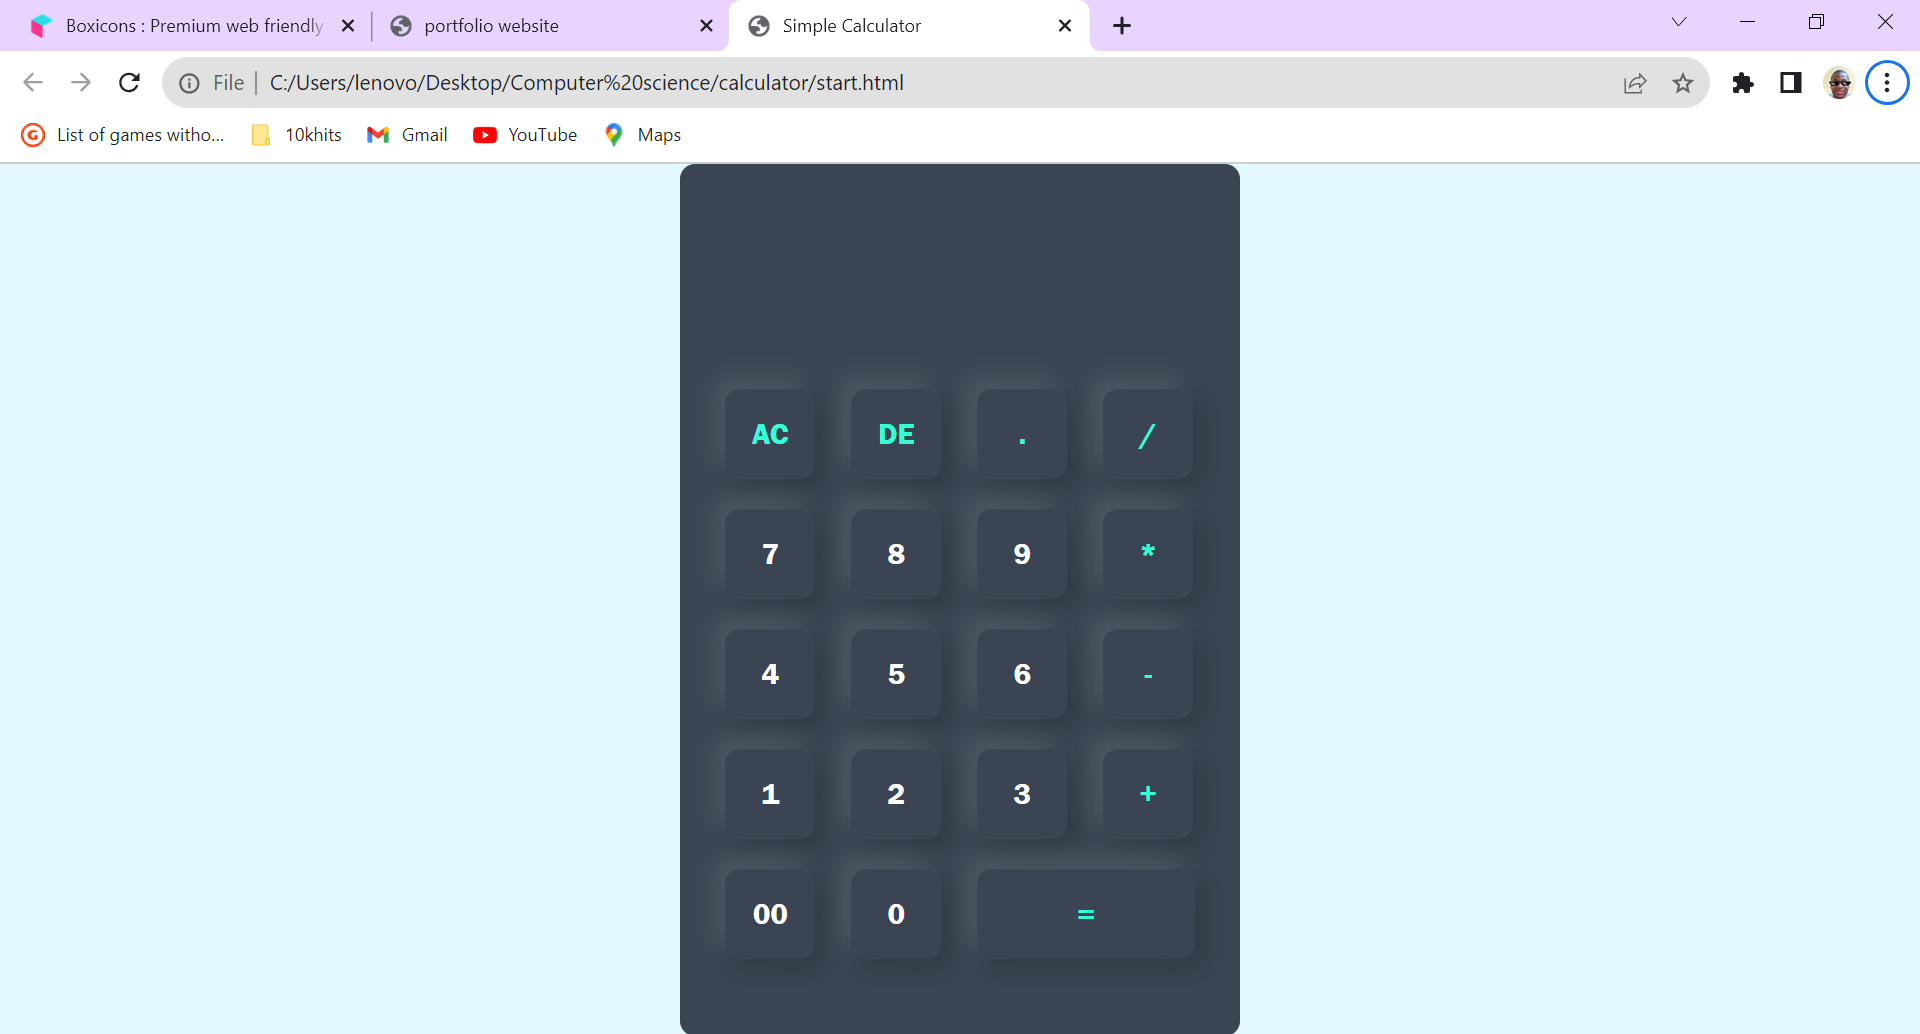 Boxicons : Premium web friendly
portfolio website
Simple Calculator
File | C:/Users/lenovo/Desktop/Computer%20science/calculator/start.html
List of games witho... 10khits Gmail YouTube Maps
AC DE . /
7 8 9 *
4 5 6 -
1 2 3 +
00 0 =